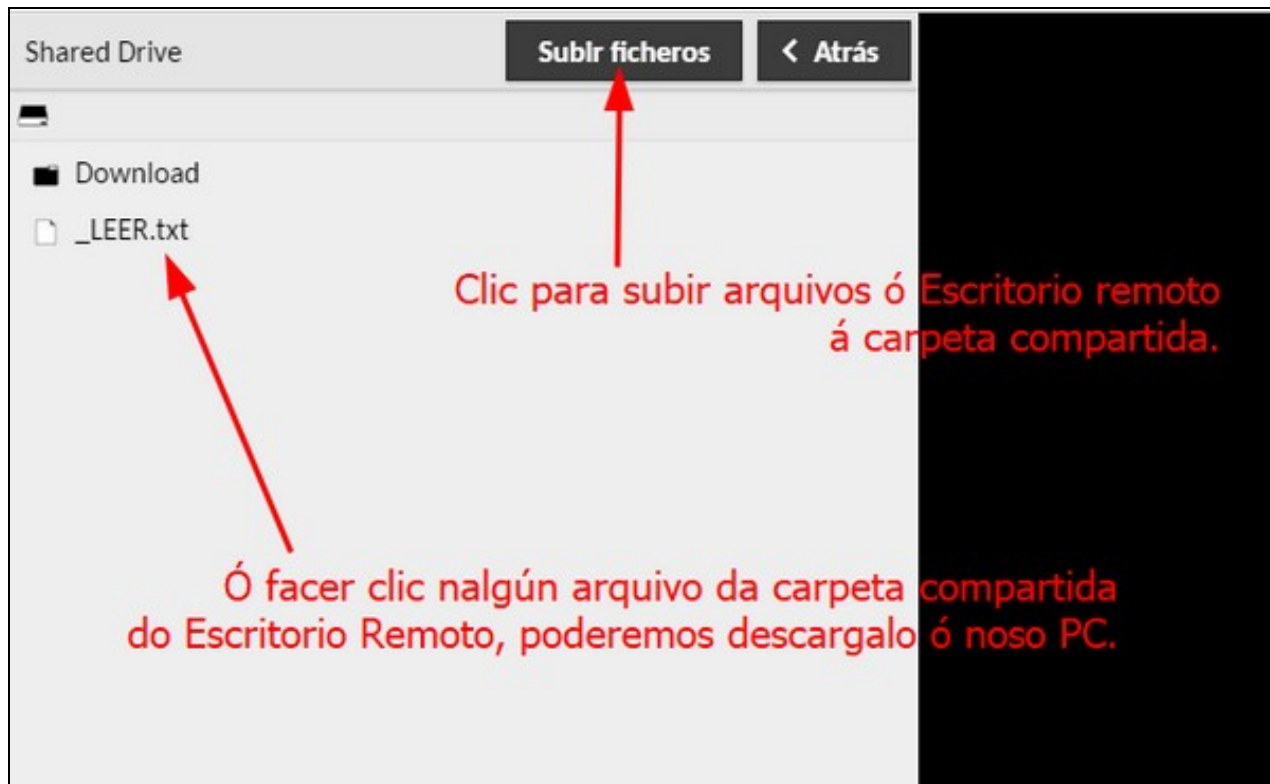 Shared Drive
Subir ficheros
Atrás
Download
_LEER.txt
Clic para subir arquivos ó Escritorio remoto
á carpeta compartida.
Ó facer clic nalgún arquivo da carpeta compartida
do Escritorio Remoto, poderemos descargalo ó noso PC.